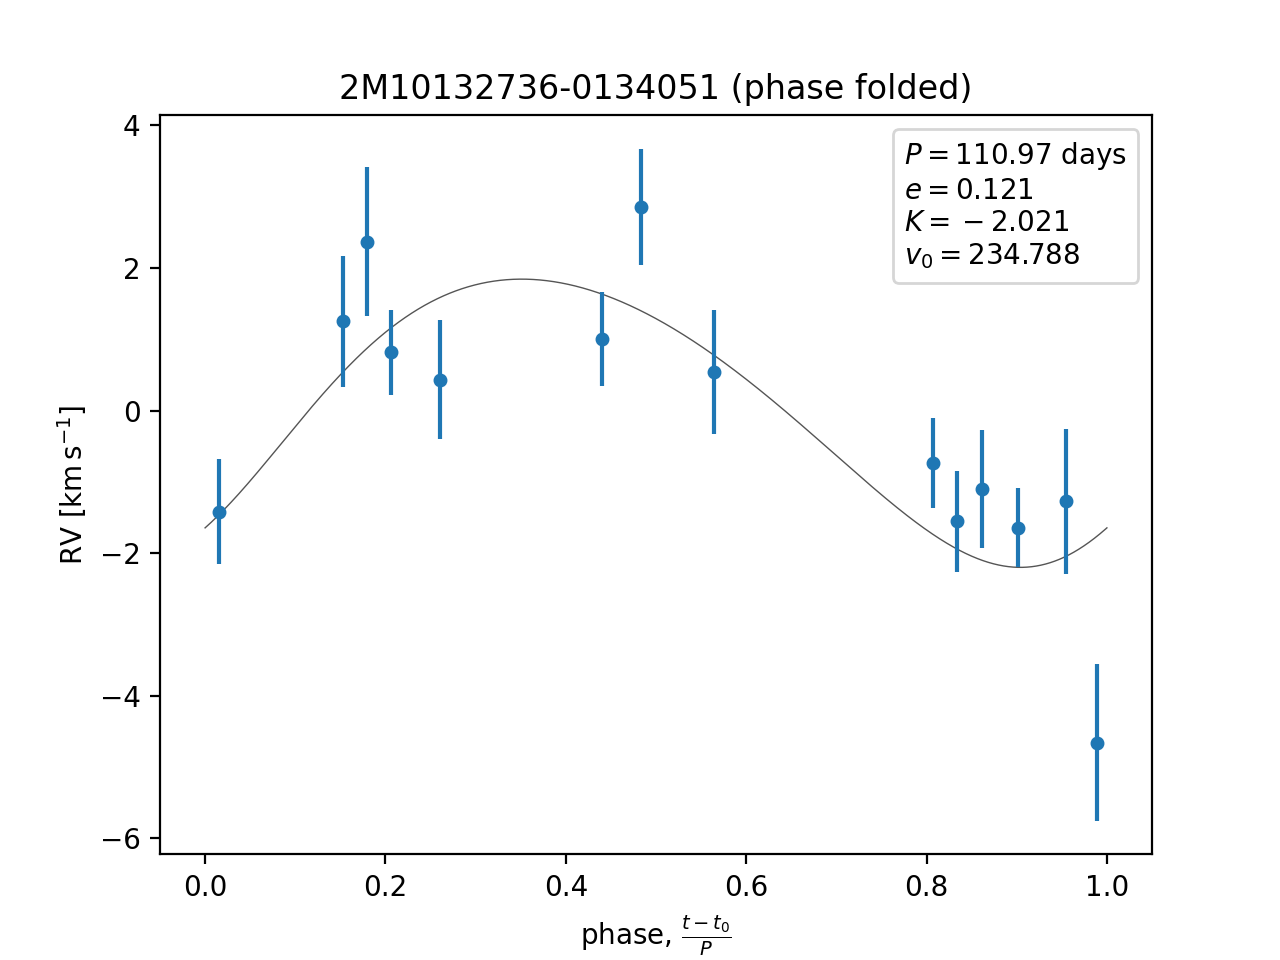 2M10132736-0134051 (phase folded)
P = 110.97 days
e = 0.121
K = −2.021
v₀ = 234.788
RV [km s⁻¹]
4
2
0
−2
−4
−6
0.0 0.2 0.4 0.6 0.8 1.0
phase, (t − t₀)/P